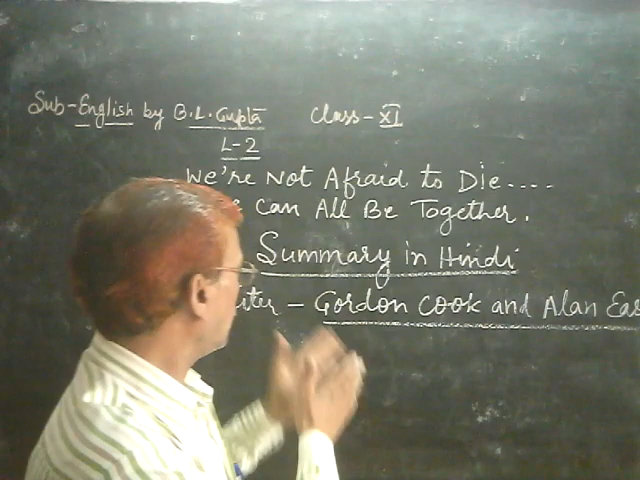 Sub-English by B.L.Gupta Class-XI
L-2
We're Not Afraid to Die....
Can All Be Together.
Summary in Hindi
- Gordon Cook and Alan